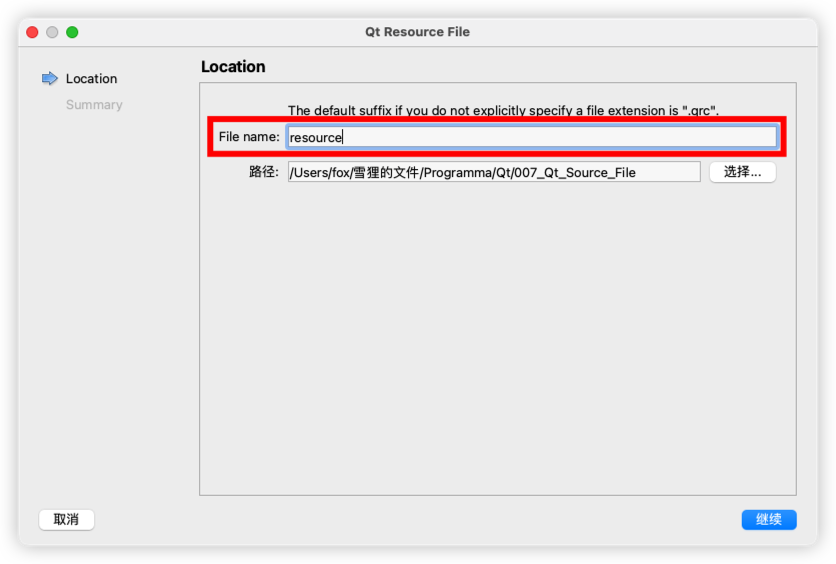 Qt Resource File
Location
Summary
Location
The default suffix if you do not explicitly specify a file extension is ".qrc".
File name: resource
路径: /Users/fox/雪狸的文件/Programma/Qt/007_Qt_Source_File 选择...
取消 继续